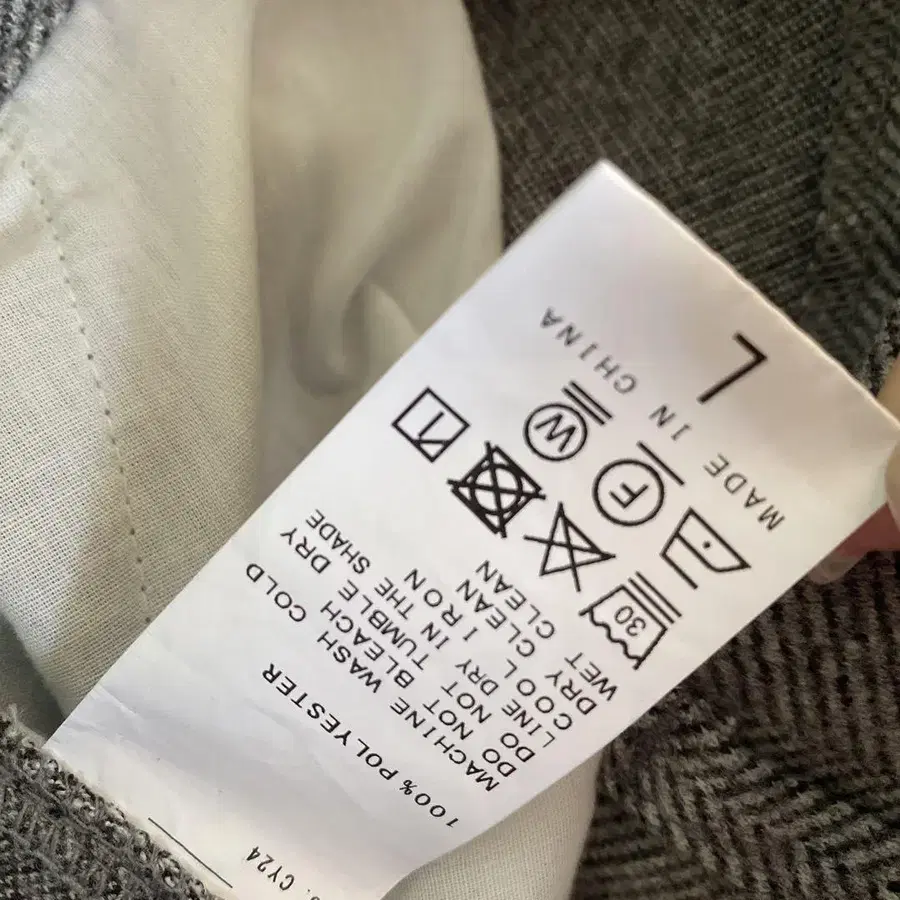 CY24
100% POLYESTER
MACHINE WASH COLD
DO NOT BLEACH
DO NOT TUMBLE DRY
LINE DRY IN THE SHADE
COOL IRON
DRY CLEAN
WET CLEAN
30
F
W
MADE IN CHINA
L